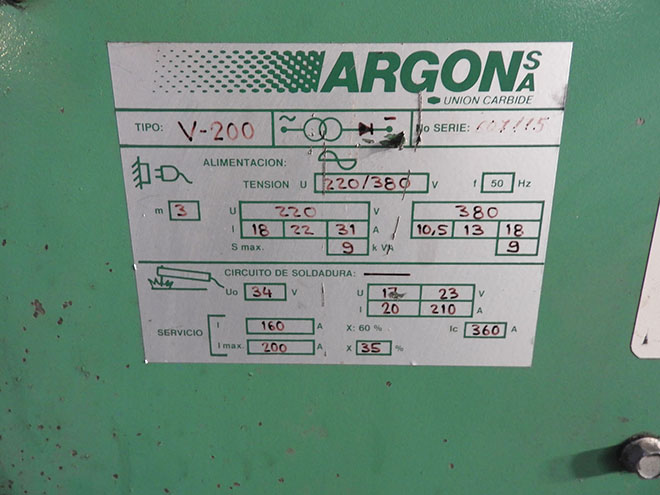 ARGON SA
UNION CARBIDE
TIPO: V-200 No SERIE:
ALIMENTACION:
TENSION U 220/380 V f 50 Hz
m 3 U 220 V 380
I 18 22 31 A 10,5 13 18
S max. 9 k VA 9
CIRCUITO DE SOLDADURA:
Uo 34 V U 23 V
I 20 210 A
SERVICIO I 160 A X: 60 % Ic 360 A
I max. 200 A X 35 %